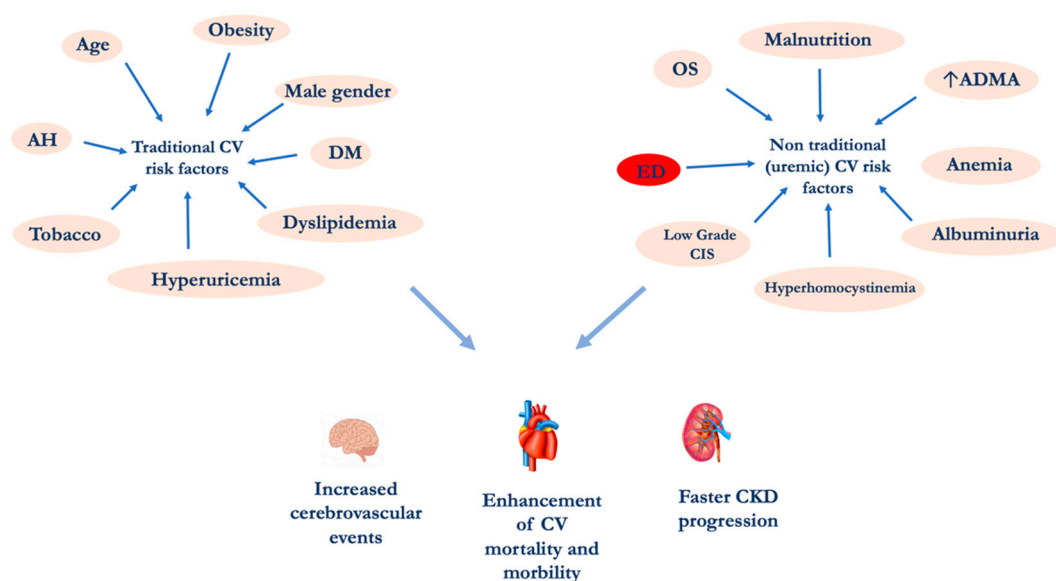 Obesity
Age
Male gender
AH
Traditional CV
risk factors
DM
Tobacco
Dyslipidemia
Hyperuricemia
Malnutrition
OS
↑ADMA
Non traditional
(uremic) CV risk
factors
ED
Anemia
Low Grade
CIS
Albuminuria
Hyperhomocystinemia
Increased
cerebrovascular
events
Enhancement
of CV
mortality and
morbility
Faster CKD
progression